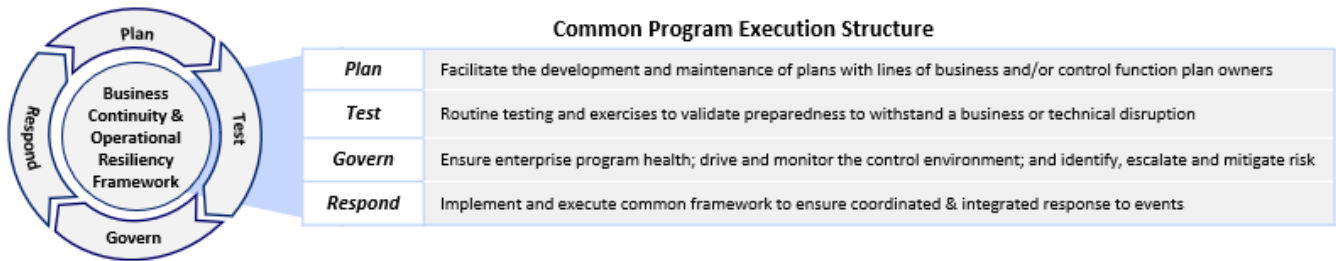 Plan
Test
Govern
Respond
Business
Continuity &
Operational
Resiliency
Framework
Common Program Execution Structure
Plan Facilitate the development and maintenance of plans with lines of business and/or control function plan owners
Test Routine testing and exercises to validate preparedness to withstand a business or technical disruption
Govern Ensure enterprise program health; drive and monitor the control environment; and identify, escalate and mitigate risk
Respond Implement and execute common framework to ensure coordinated & integrated response to events